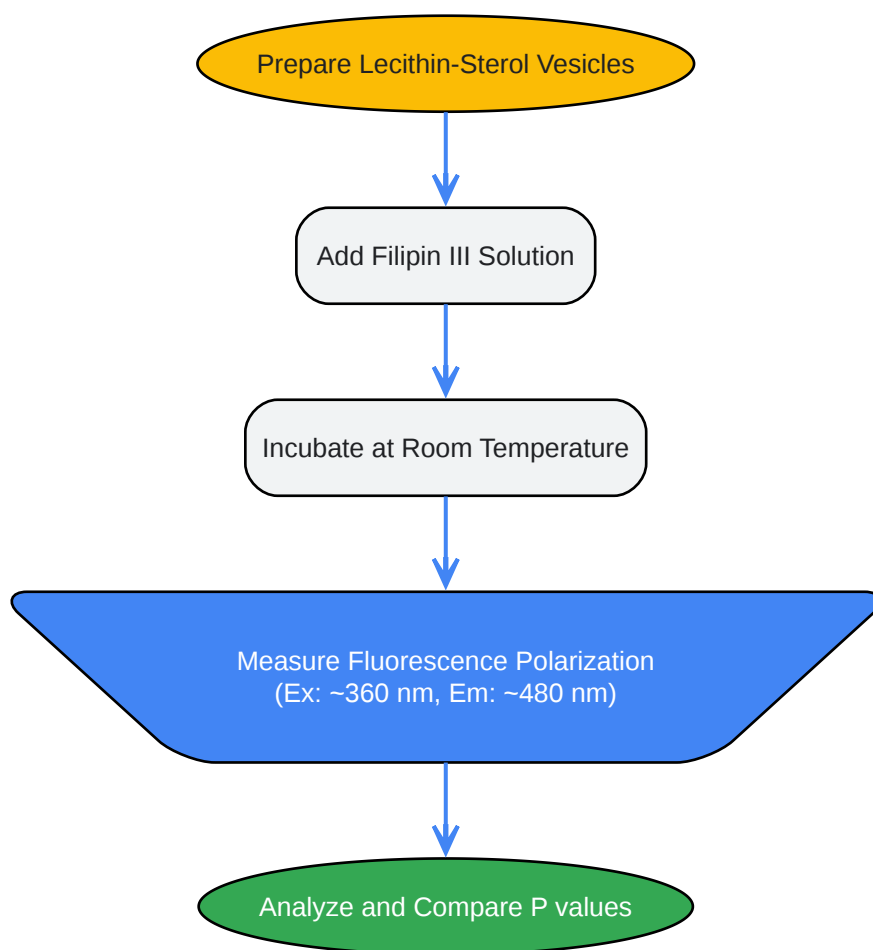 Prepare Lecithin-Sterol Vesicles
Add Filipin III Solution
Incubate at Room Temperature
Measure Fluorescence Polarization
(Ex: ~360 nm, Em: ~480 nm)
Analyze and Compare P values